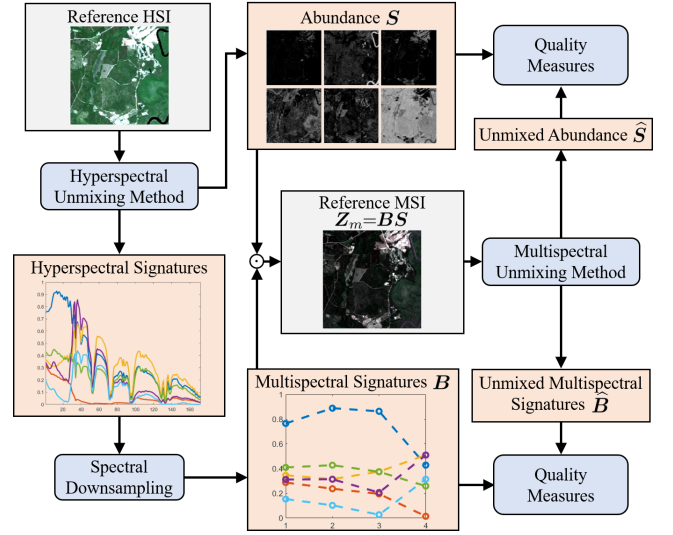 Reference HSI
Hyperspectral
Unmixing Method
Hyperspectral Signatures
1
0.9
0.8
0.7
0.6
0.5
0.4
0.3
0.2
0.1
0
20 40 60 80 100 120 140 160
Spectral
Downsampling
Abundance S
Reference MSI
Zₘ=BS
Multispectral Signatures B
1
0.8
0.6
0.4
0.2
0
1 2 3 4
Quality
Measures
Unmixed Abundance Ŝ
Multispectral
Unmixing Method
Unmixed Multispectral
Signatures B̂
Quality
Measures